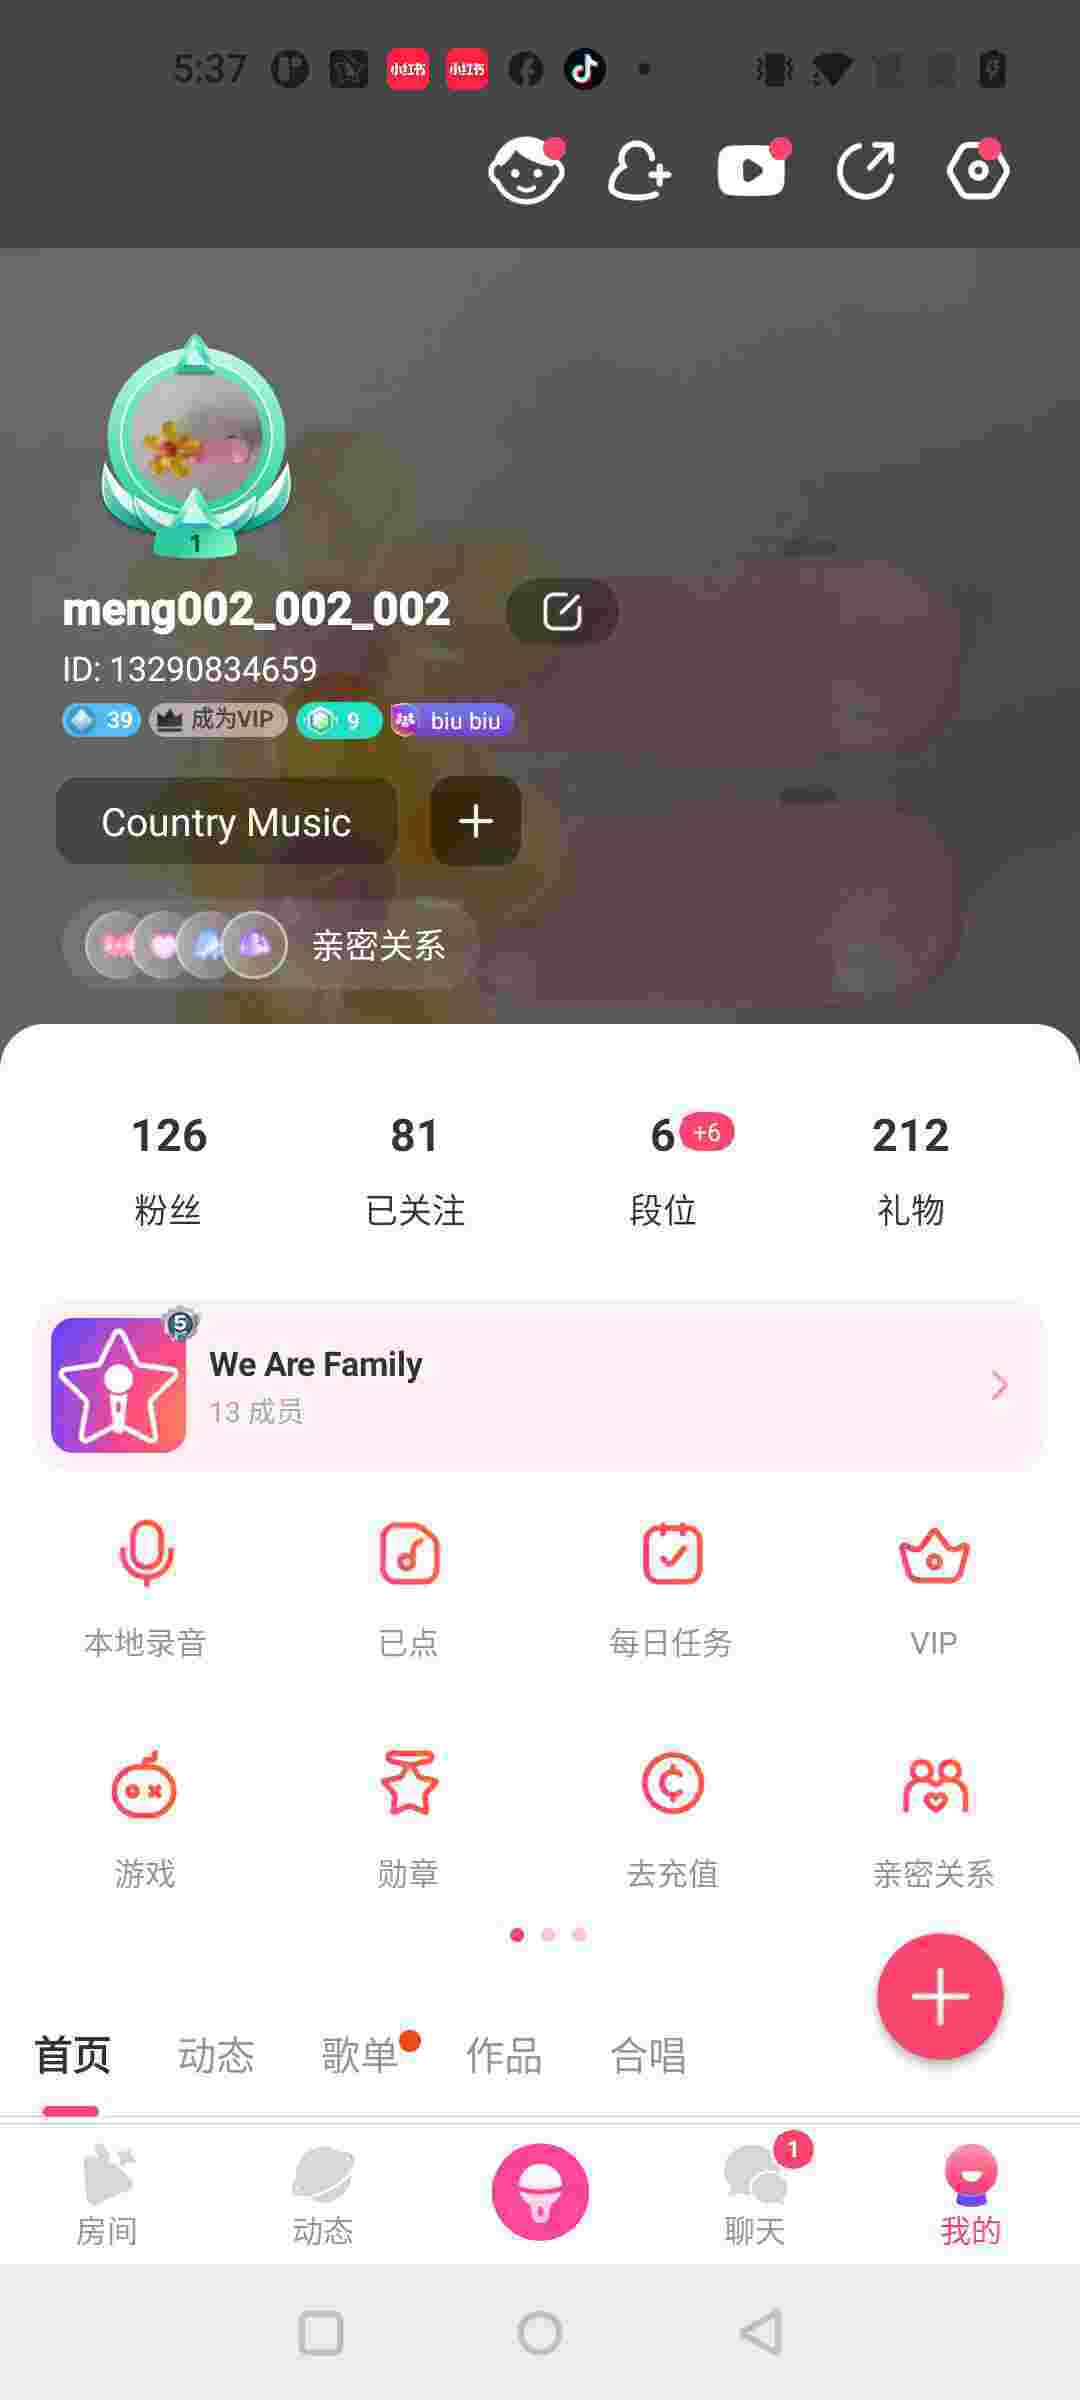 5:37
小红书
小红书
1
meng002_002_002
ID: 13290834659
39
成为VIP
9
biu biu
Country Music
亲密关系
126
81
6
+6
212
粉丝
已关注
段位
礼物
5
We Are Family
13 成员
本地录音
已点
每日任务
VIP
游戏
勋章
去充值
亲密关系
首页
动态
歌单
作品
合唱
房间
动态
1
聊天
我的